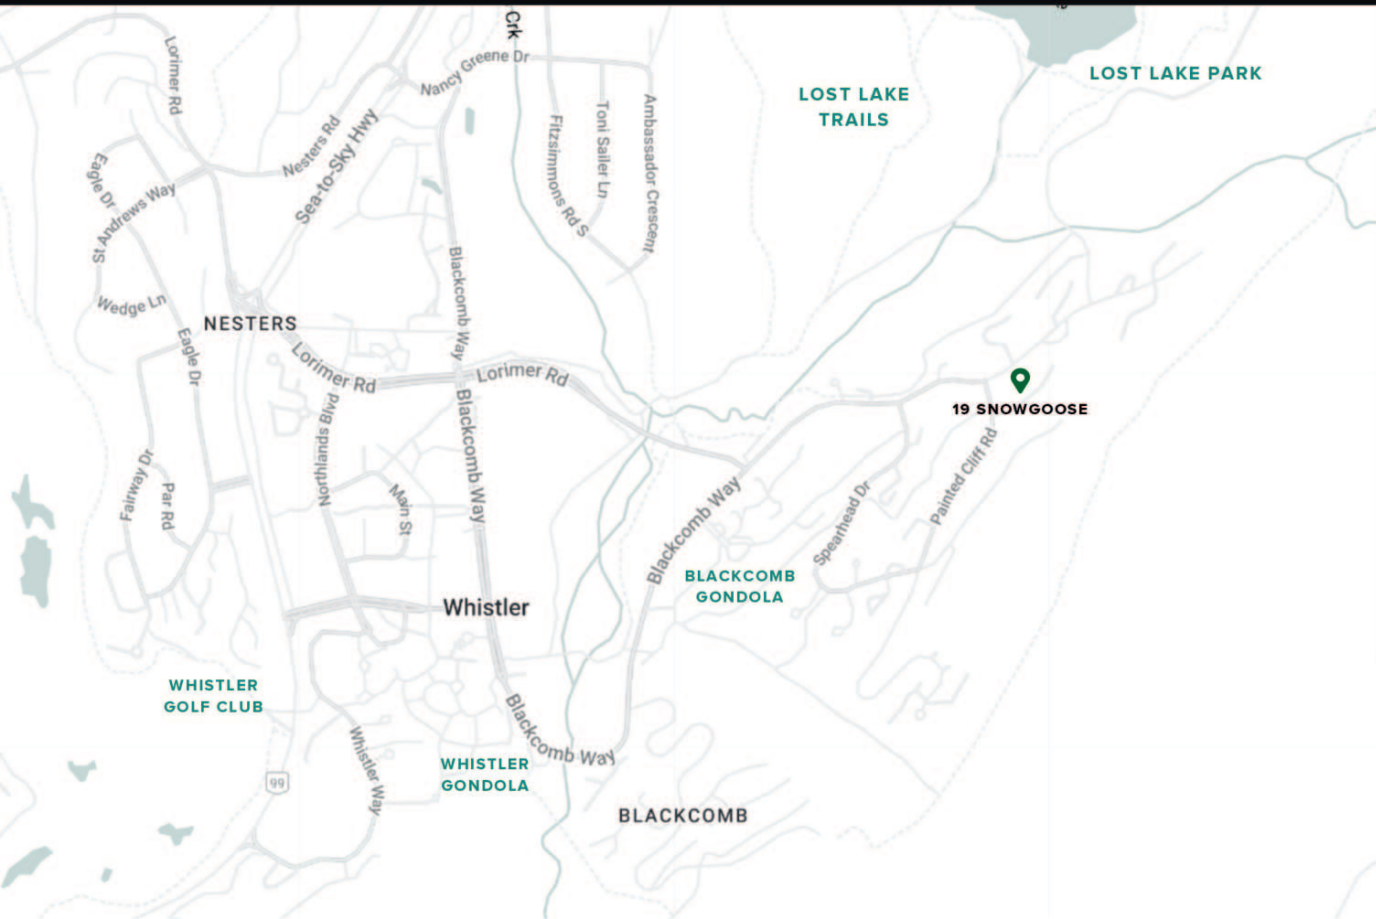 Crk
Lorimer Rd
Nancy Greene Dr
LOST LAKE PARK
LOST LAKE
TRAILS
Nesters Rd
Sea-to-Sky Hwy
Fitzsimmons Rd S
Toni Sailer Ln
Ambassador Crescent
Eagle Dr
St Andrews Way
Wedge Ln
NESTERS
Blackcomb Way
Eagle Dr
Lorimer Rd
Lorimer Rd
19 SNOWGOOSE
Northlands Blvd
Blackcomb Way
Fairway Dr
Par Rd
Main St
Blackcomb Way
Spearhead Dr
Painted Cliff Rd
BLACKCOMB
GONDOLA
Whistler
WHISTLER
GOLF CLUB
Blackcomb Way
Whistler Way
WHISTLER
GONDOLA
99
BLACKCOMB